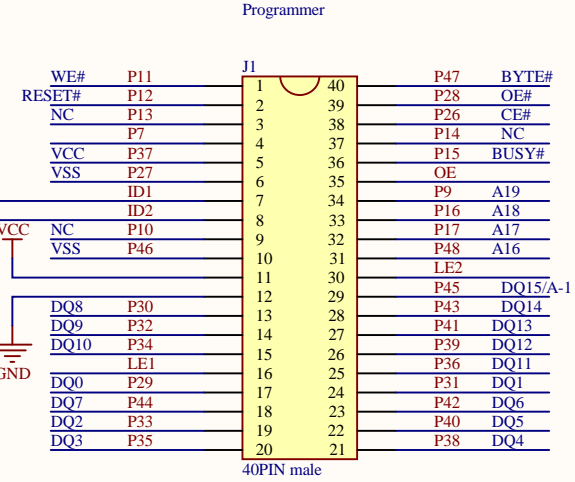 Programmer
J1
WE# P11 1 40 P47 BYTE#
RESET# P12 2 39 P28 OE#
NC P13 3 38 P26 CE#
P7 4 37 P14 NC
VCC P37 5 36 P15 BUSY#
VSS P27 6 35 OE
ID1 7 34 P9 A19
ID2 8 33 P16 A18
VCC NC P10 9 32 P17 A17
VSS P46 10 31 P48 A16
11 30 LE2
12 29 P45 DQ15/A-1
DQ8 P30 13 28 P43 DQ14
DQ9 P32 14 27 P41 DQ13
DQ10 P34 15 26 P39 DQ12
GND LE1 16 25 P36 DQ11
DQ0 P29 17 24 P31 DQ1
DQ7 P44 18 23 P42 DQ6
DQ2 P33 19 22 P40 DQ5
DQ3 P35 20 21 P38 DQ4
40PIN male